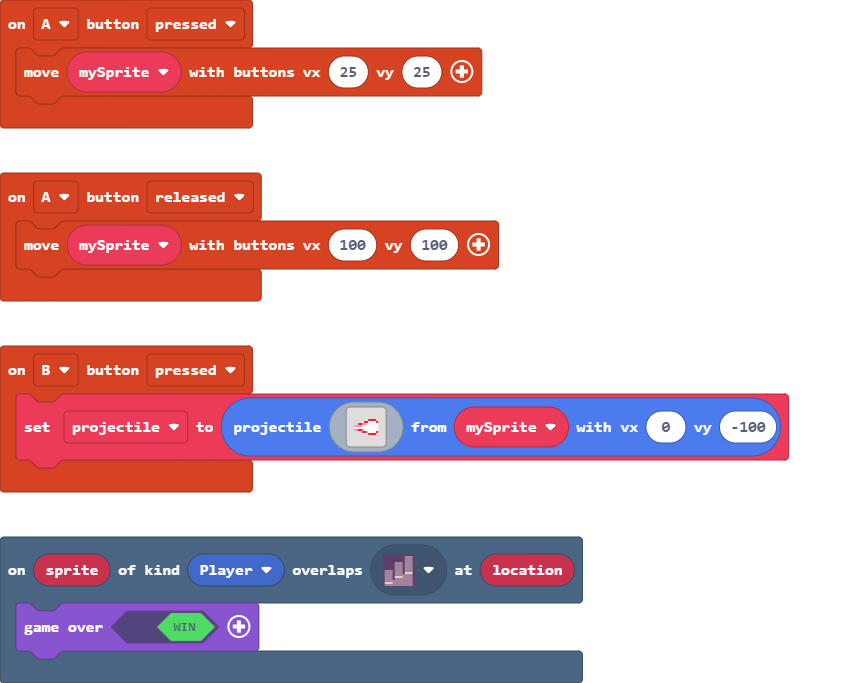 on A button pressed
move mySprite with buttons vx 25 vy 25
on A button released
move mySprite with buttons vx 100 vy 100
on B button pressed
set projectile to projectile from mySprite with vx 0 vy -100
on sprite of kind Player overlaps at location
game over WIN